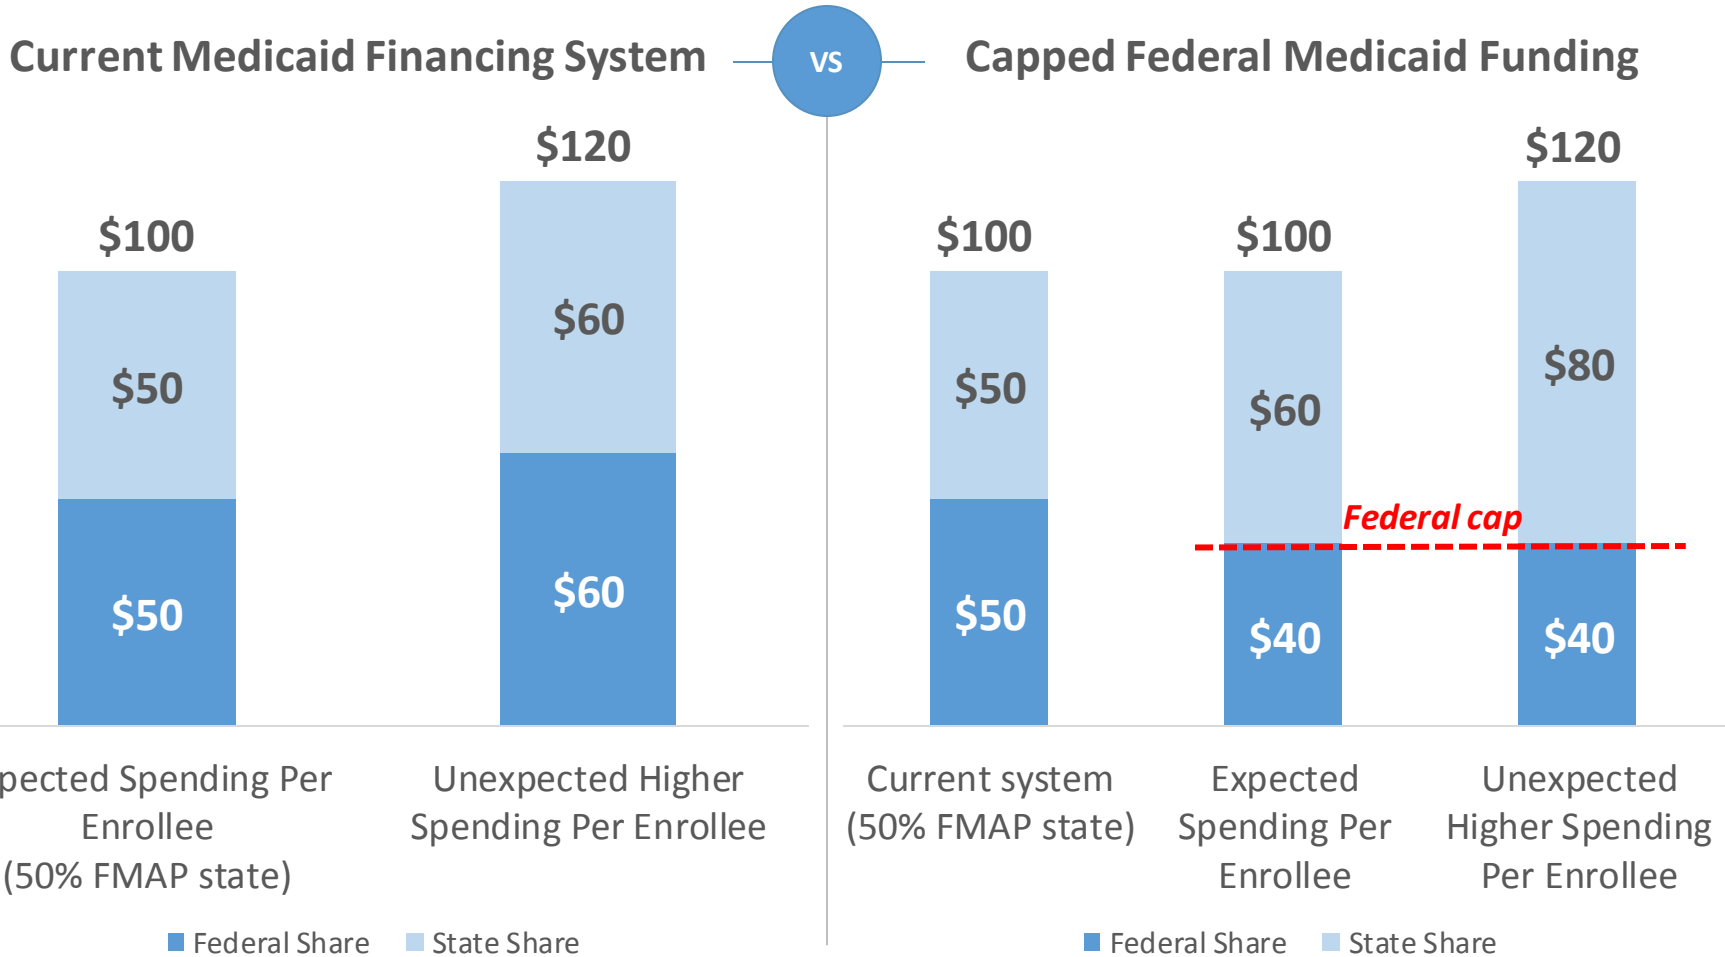 Current Medicaid Financing System
VS
Capped Federal Medicaid Funding
$100
$50
$50
$120
$60
$60
pected Spending Per
Enrollee
(50% FMAP state)
Unexpected Higher
Spending Per Enrollee
Federal Share
State Share
$100
$50
$50
$100
$60
$40
$120
$80
$40
Federal cap
Current system
(50% FMAP state)
Expected
Spending Per
Enrollee
Unexpected
Higher Spending
Per Enrollee
Federal Share
State Share